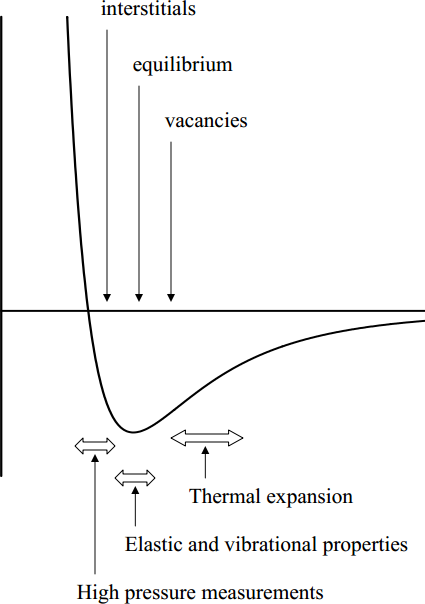 interstitials
equilibrium
vacancies
Thermal expansion
Elastic and vibrational properties
High pressure measurements